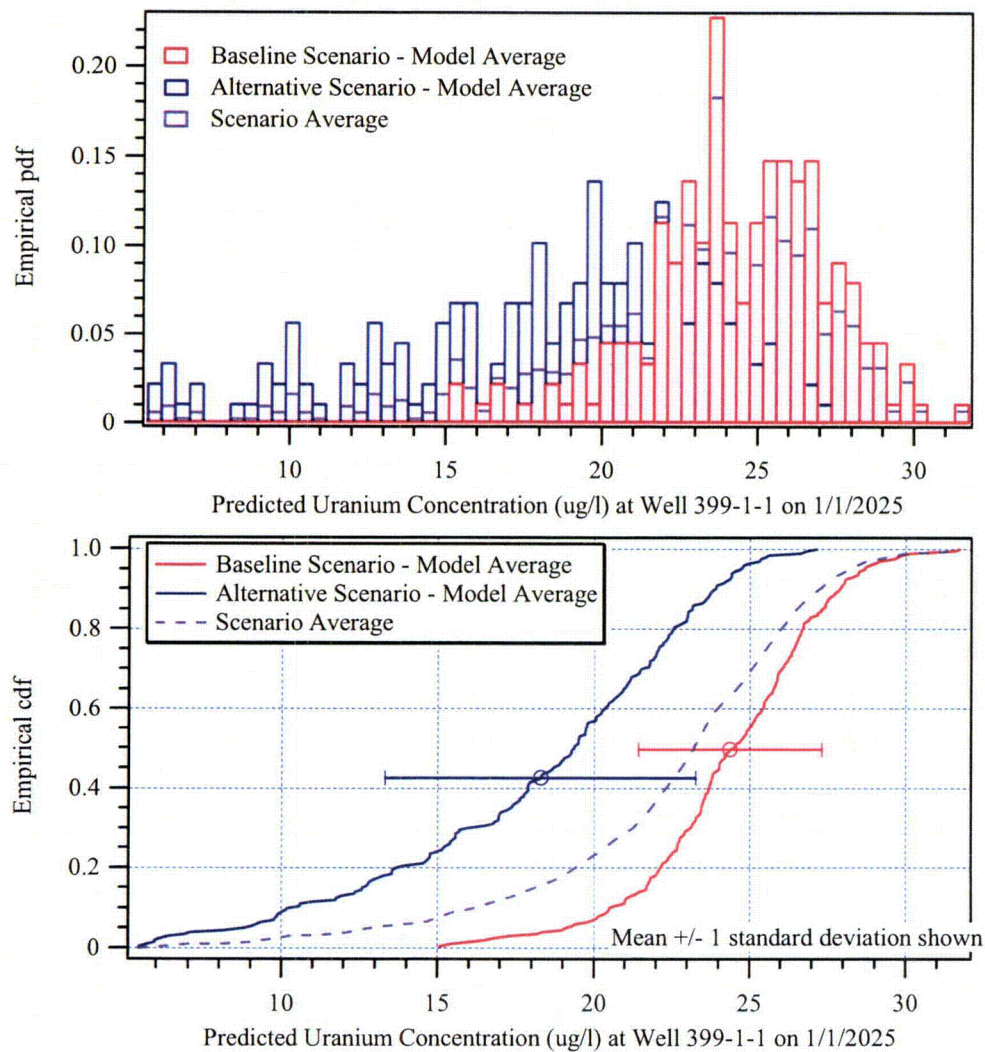 Baseline Scenario - Model Average
Alternative Scenario - Model Average
Scenario Average
Empirical pdf
0.20
0.15
0.10
0.05
0
10 15 20 25 30
Predicted Uranium Concentration (ug/l) at Well 399-1-1 on 1/1/2025
Baseline Scenario - Model Average
Alternative Scenario - Model Average
Scenario Average
Empirical cdf
1.0
0.8
0.6
0.4
0.2
0
Mean +/- 1 standard deviation shown
10 15 20 25 30
Predicted Uranium Concentration (ug/l) at Well 399-1-1 on 1/1/2025